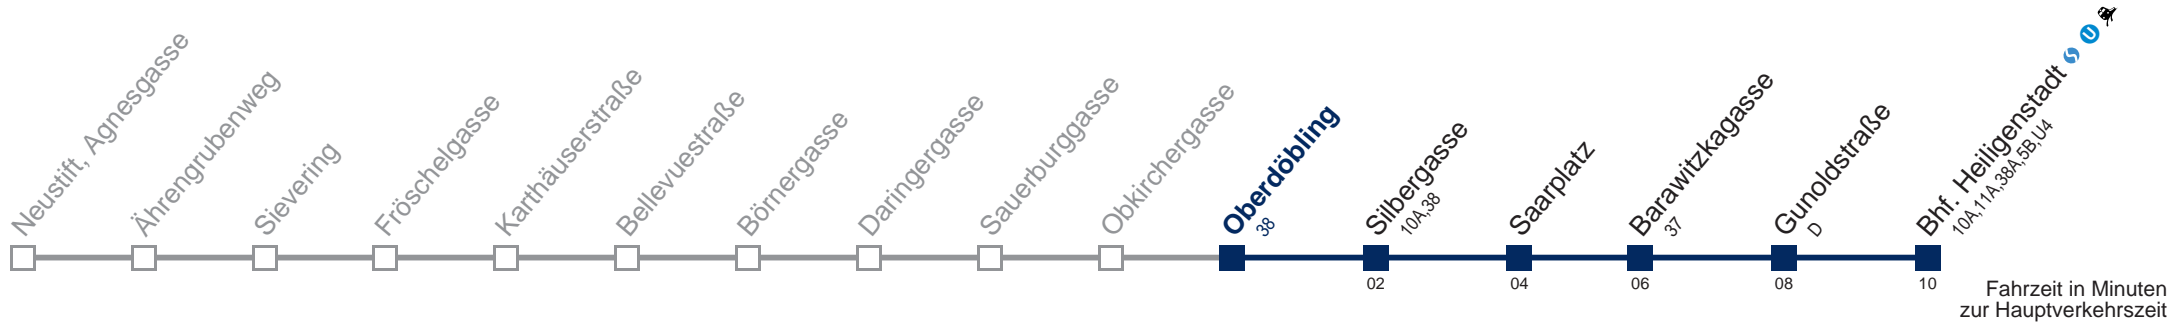 Neustift, Agnesgasse
Ährengrubenweg
Sievering
Fröschelgasse
Karthäuserstraße
Bellevuestraße
Börnergasse
Daringergasse
Sauerburggasse
Obkirchergasse
Oberdöbling
38
Silbergasse
10A,38
Saarplatz
Barawitzkagasse
37
Gunoldstraße
D
Bhf. Heiligenstadt S U
10A,11A,38A,5B,U4
02
04
06
08
10
Fahrzeit in Minuten
zur Hauptverkehrszeit